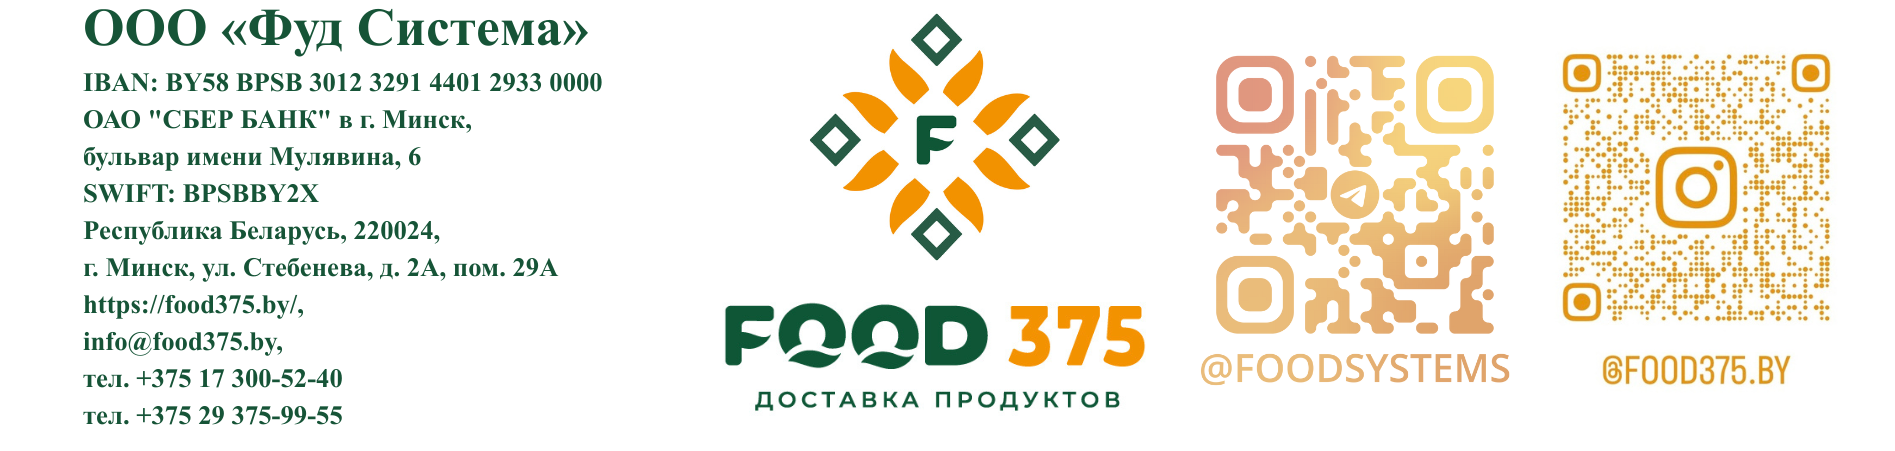 ООО «Фуд Система»
IBAN: BY58 BPSB 3012 3291 4401 2933 0000
ОАО "СБЕР БАНК" в г. Минск,
бульвар имени Мулявина, 6
SWIFT: BPSBBY2X
Республика Беларусь, 220024,
г. Минск, ул. Стебенева, д. 2А, пом. 29А
https://food375.by/,
info@food375.by,
тел. +375 17 300-52-40
тел. +375 29 375-99-55
F
FOOD 375
ДОСТАВКА ПРОДУКТОВ
@FOODSYSTEMS
@FOOD375.BY